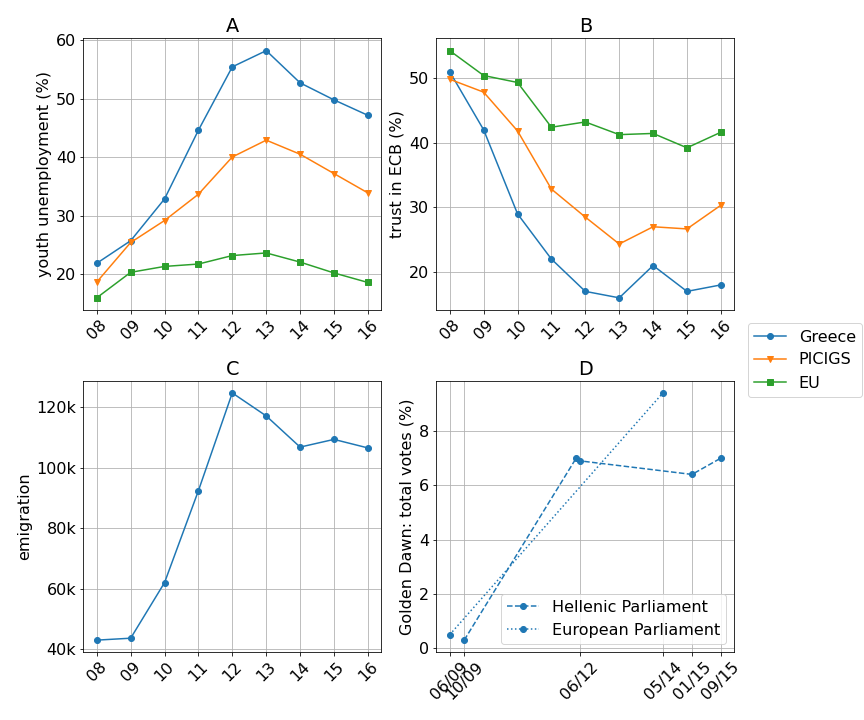 A
youth unemployment (%)
60
50
40
30
20
08 09 10 11 12 13 14 15 16
B
trust in ECB (%)
50
40
30
20
08 09 10 11 12 13 14 15 16
Greece
PICIGS
EU
C
emigration
120k
100k
80k
60k
40k
08 09 10 11 12 13 14 15 16
D
Golden Dawn: total votes (%)
8
6
4
2
0
Hellenic Parliament
European Parliament
06/09 10/09 06/12 05/14 01/15 09/15